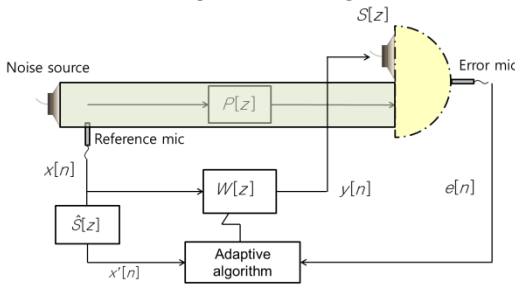 S[z]
Noise source
Error mic
P[z]
Reference mic
x[n]
W[z]
y[n]
e[n]
Ŝ[z]
Adaptive
algorithm
x'[n]